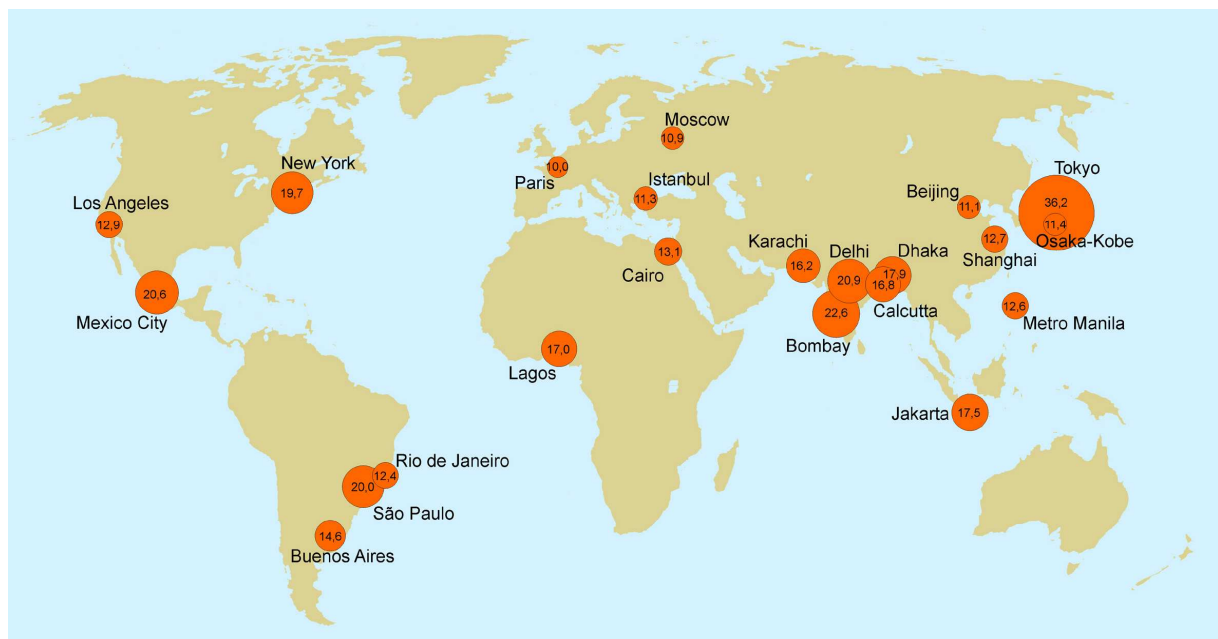 Moscow
10,9
New York
19,7
Paris
10,0
Istanbul
11,3
Tokyo
36,2
11,4
Osaka-Kobe
Beijing
11,1
Los Angeles
12,9
Shanghai
12,7
Cairo
13,1
Karachi
16,2
Delhi
20,9
Dhaka
17,9
16,8
Calcutta
Mexico City
20,6
Bombay
22,6
12,6
Metro Manila
Lagos
17,0
Jakarta
17,5
Rio de Janeiro
12,4
20,0
São Paulo
14,6
Buenos Aires